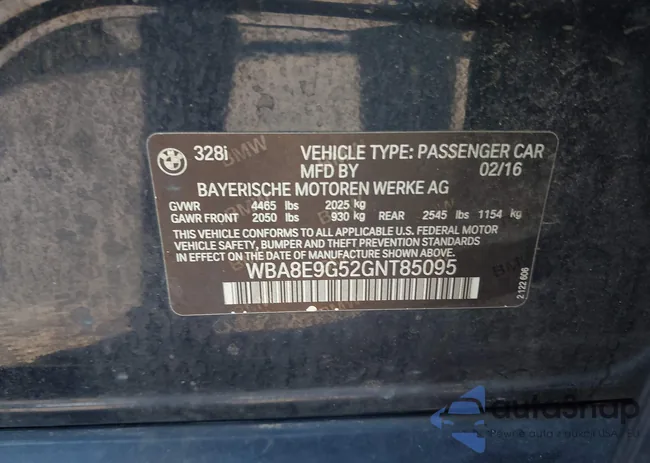 328i VEHICLE TYPE: PASSENGER CAR
MFD BY 02/16
BAYERISCHE MOTOREN WERKE AG
GVWR 4465 lbs 2025 kg
GAWR FRONT 2050 lbs 930 kg REAR 2545 lbs 1154 kg
THIS VEHICLE CONFORMS TO ALL APPLICABLE U.S. FEDERAL MOTOR
VEHICLE SAFETY, BUMPER AND THEFT PREVENTION STANDARDS IN
EFFECT ON THE DATE OF MANUFACTURE SHOWN ABOVE.
WBA8E9G52GNT85095
2 122 606
autoSnap